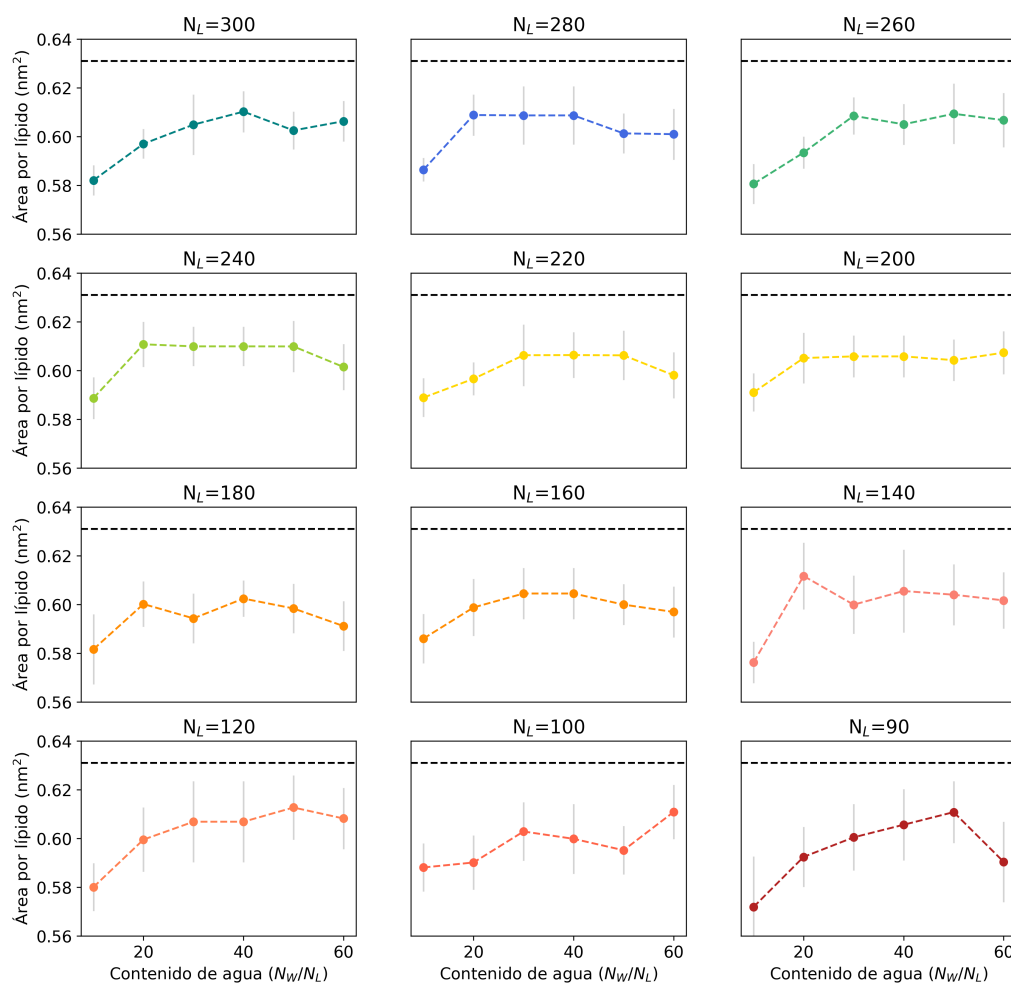 N_L=300
N_L=280
N_L=260
0.64
0.62
0.60
0.58
0.56
Área por lípido (nm²)
N_L=240
N_L=220
N_L=200
0.64
0.62
0.60
0.58
0.56
Área por lípido (nm²)
N_L=180
N_L=160
N_L=140
0.64
0.62
0.60
0.58
0.56
Área por lípido (nm²)
N_L=120
N_L=100
N_L=90
0.64
0.62
0.60
0.58
0.56
Área por lípido (nm²)
20 40 60
20 40 60
20 40 60
Contenido de agua (N_W/N_L)
Contenido de agua (N_W/N_L)
Contenido de agua (N_W/N_L)